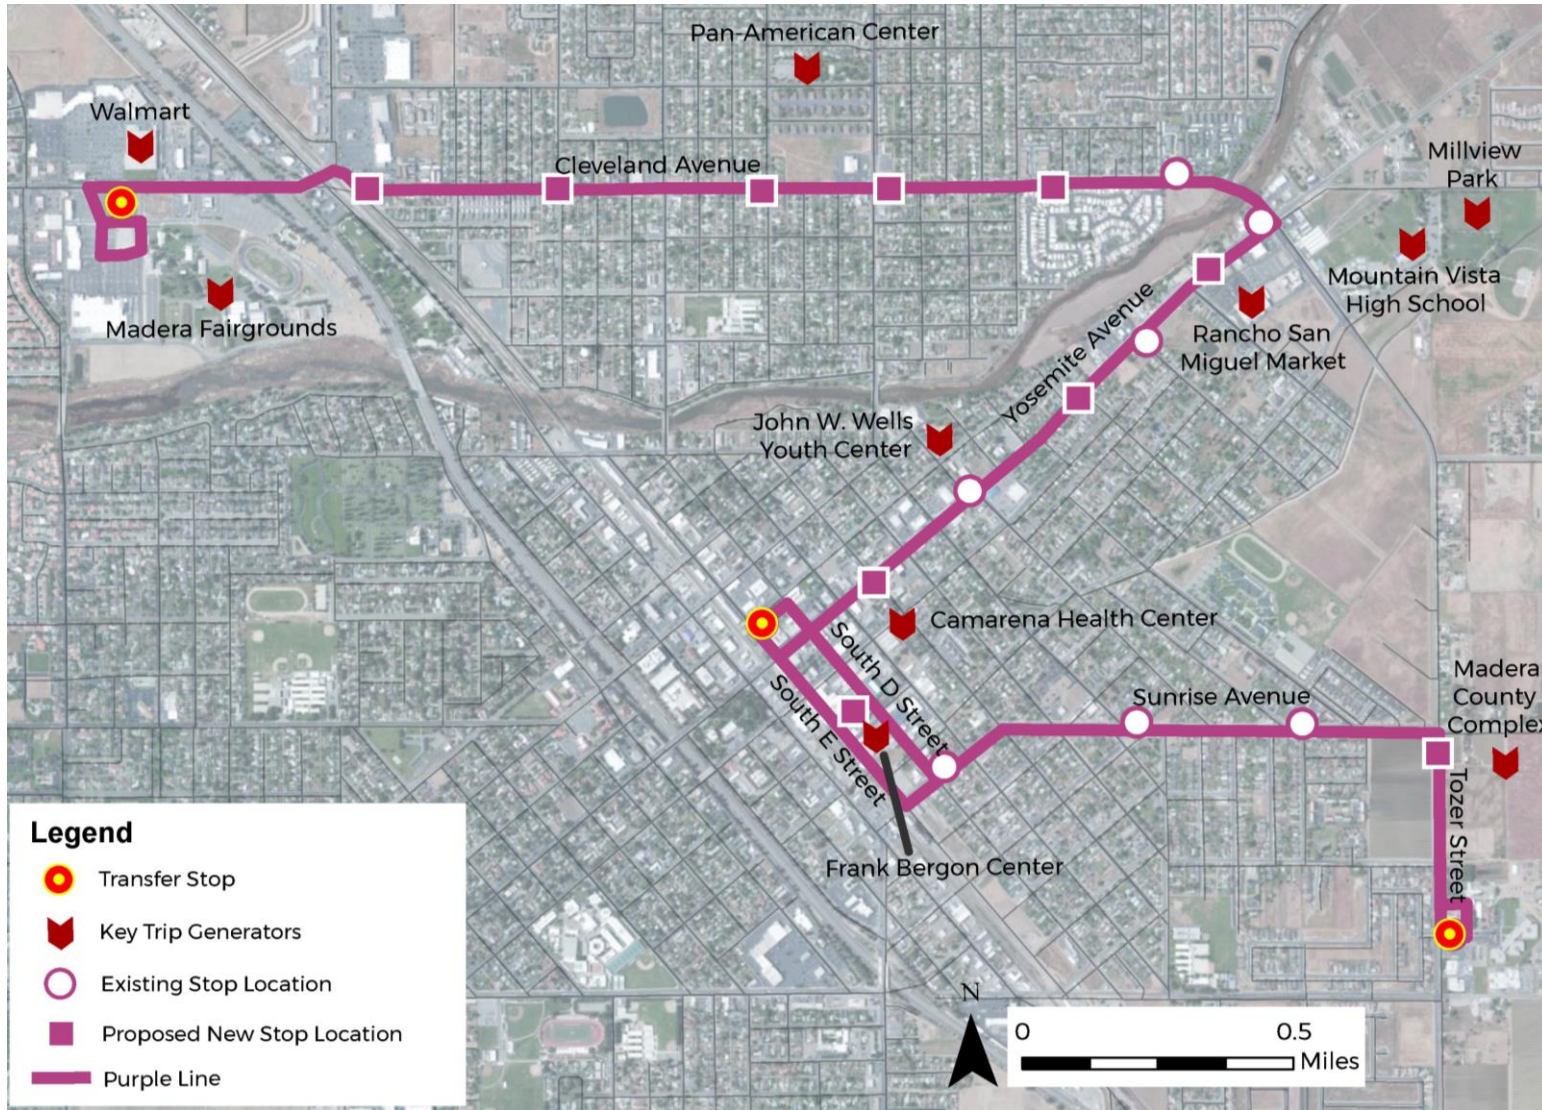 Pan-American Center
Walmart
Cleveland Avenue
Millview
Park
Mountain Vista
High School
Madera Fairgrounds
Rancho San
Miguel Market
Yosemite Avenue
John W. Wells
Youth Center
Camarena Health Center
South D Street
South E Street
Sunrise Avenue
Madera
County
Complex
Tozer Street
Frank Bergon Center
Legend
Transfer Stop
Key Trip Generators
Existing Stop Location
Proposed New Stop Location
Purple Line
N
0 0.5
Miles